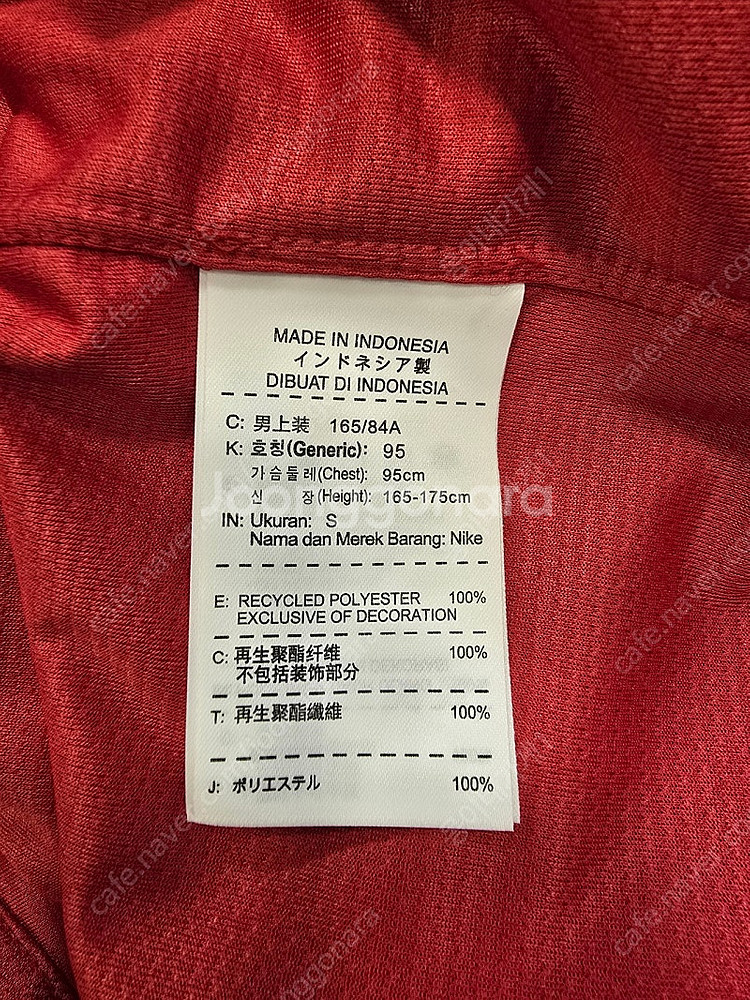 MADE IN INDONESIA
インドネシア製
DIBUAT DI INDONESIA
C: 男上装 165/84A
K: 호칭(Generic): 95
가슴둘레(Chest): 95cm
신 장(Height): 165-175cm
Joonggonara
IN: Ukuran: S
Nama dan Merek Barang: Nike
E: RECYCLED POLYESTER 100%
EXCLUSIVE OF DECORATION
C: 再生聚酯纤维 100%
不包括装饰部分
T: 再生聚酯纖維 100%
J: ポリエステル 100%